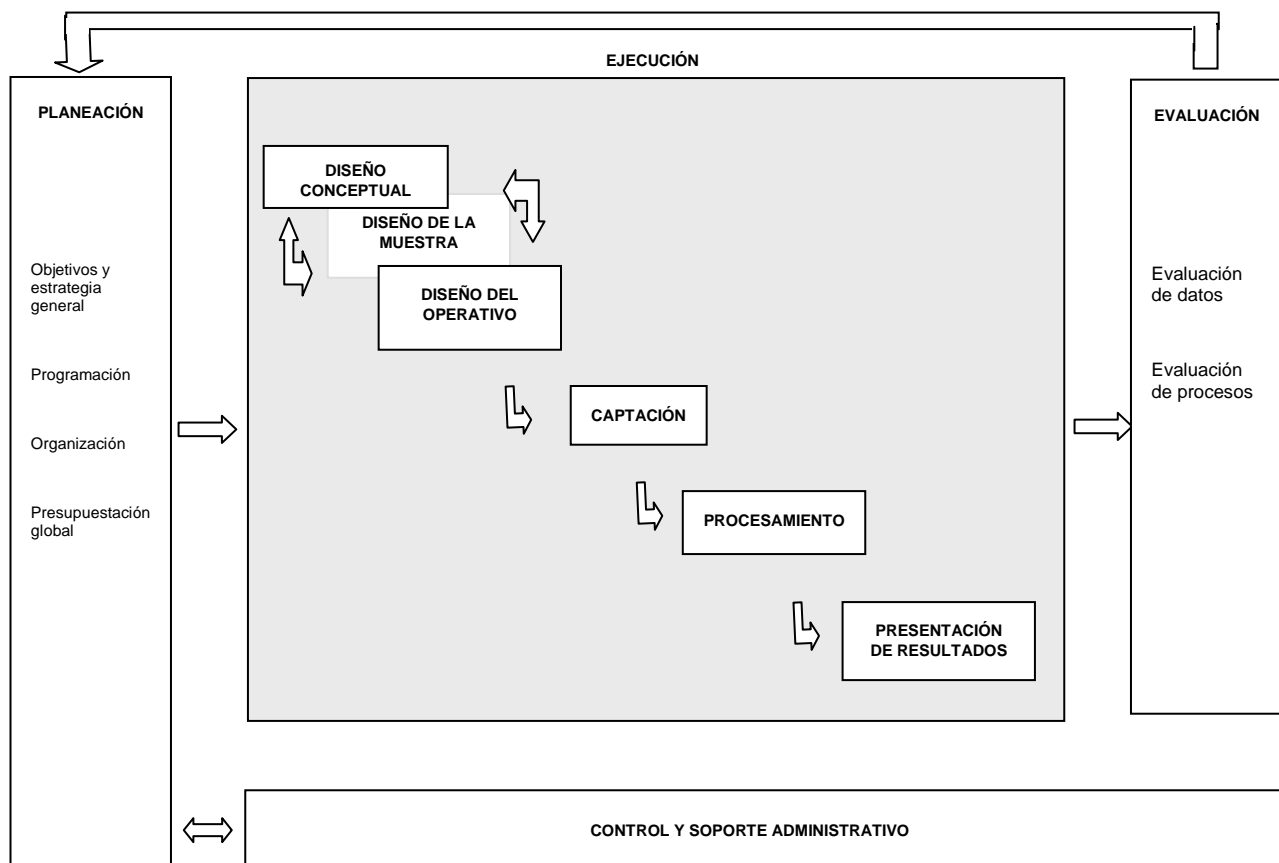 EJECUCIÓN
PLANEACIÓN
Objetivos y
estrategia
general
Programación
Organización
Presupuestación
global
DISEÑO
CONCEPTUAL
DISEÑO DE LA
MUESTRA
DISEÑO DEL
OPERATIVO
CAPTACIÓN
PROCESAMIENTO
PRESENTACIÓN
DE RESULTADOS
EVALUACIÓN
Evaluación
de datos
Evaluación
de procesos
CONTROL Y SOPORTE ADMINISTRATIVO